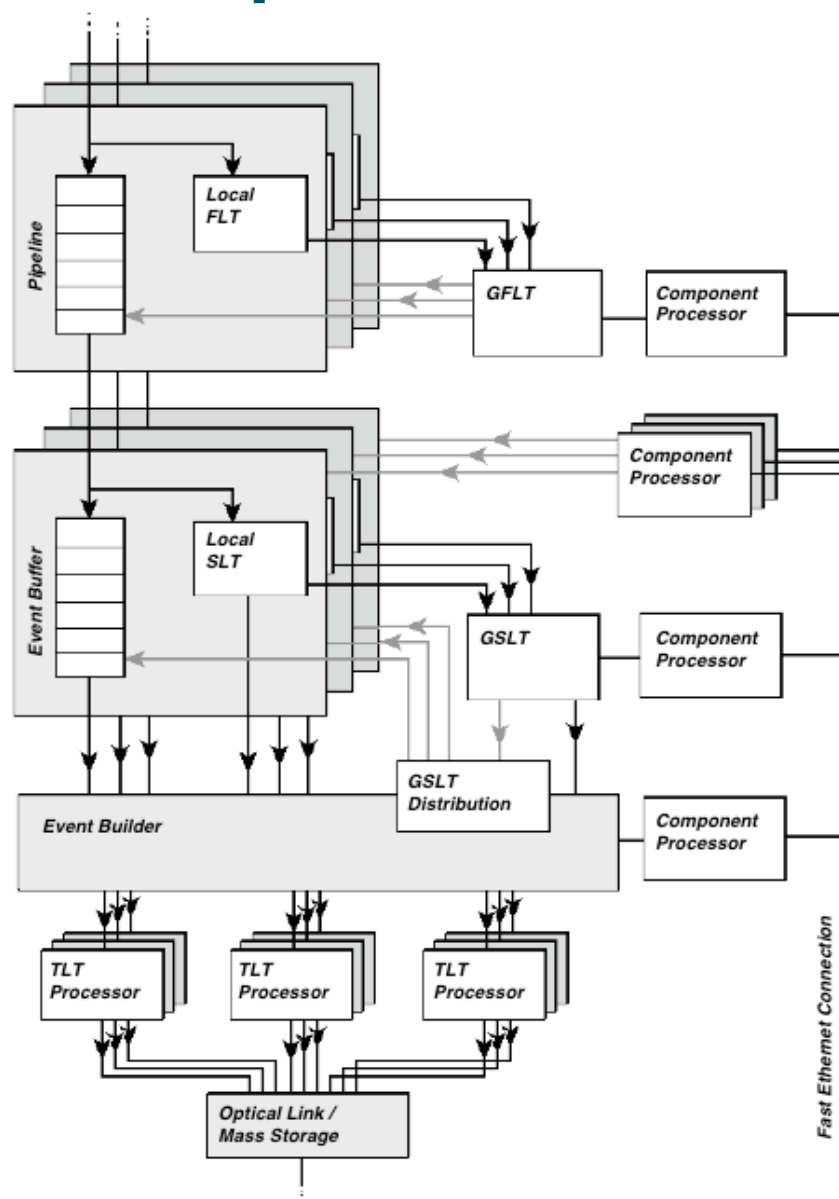 Local
FLT
Pipeline
GFLT
Component
Processor
Component
Processor
Local
SLT
Event Buffer
GSLT
Component
Processor
GSLT
Distribution
Event Builder
Component
Processor
TLT
Processor
TLT
Processor
TLT
Processor
Fast Ethernet Connection
Optical Link /
Mass Storage